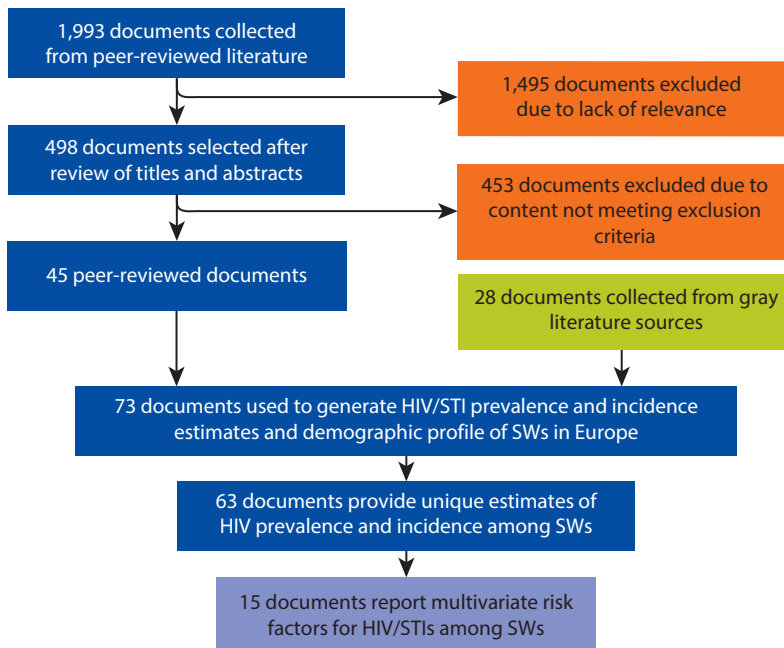 1,993 documents collected
from peer-reviewed literature
1,495 documents excluded
due to lack of relevance
498 documents selected after
review of titles and abstracts
453 documents excluded due to
content not meeting exclusion
criteria
45 peer-reviewed documents
28 documents collected from gray
literature sources
73 documents used to generate HIV/STI prevalence and incidence
estimates and demographic profile of SWs in Europe
63 documents provide unique estimates of
HIV prevalence and incidence among SWs
15 documents report multivariate risk
factors for HIV/STIs among SWs